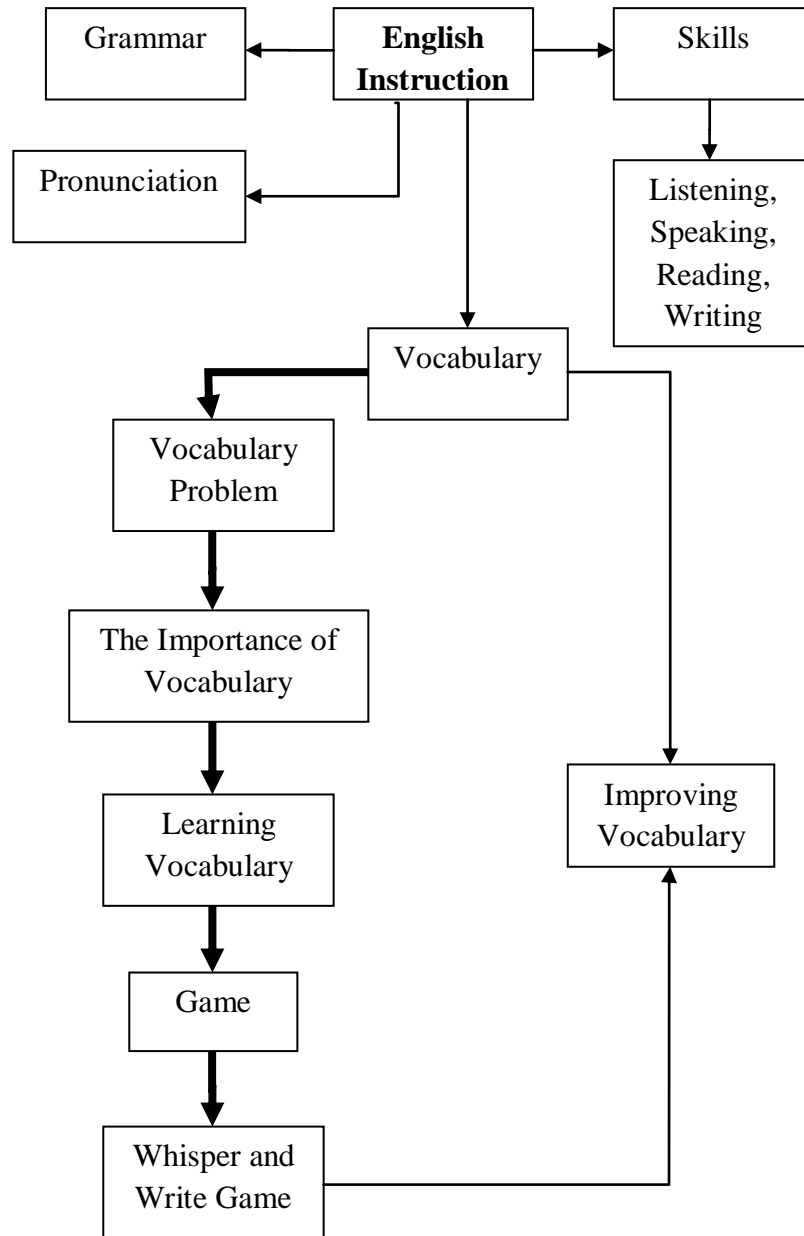 Grammar
English
Instruction
Skills
Pronunciation
Listening,
Speaking,
Reading,
Writing
Vocabulary
Vocabulary
Problem
The Importance of
Vocabulary
Learning
Vocabulary
Improving
Vocabulary
Game
Whisper and
Write Game